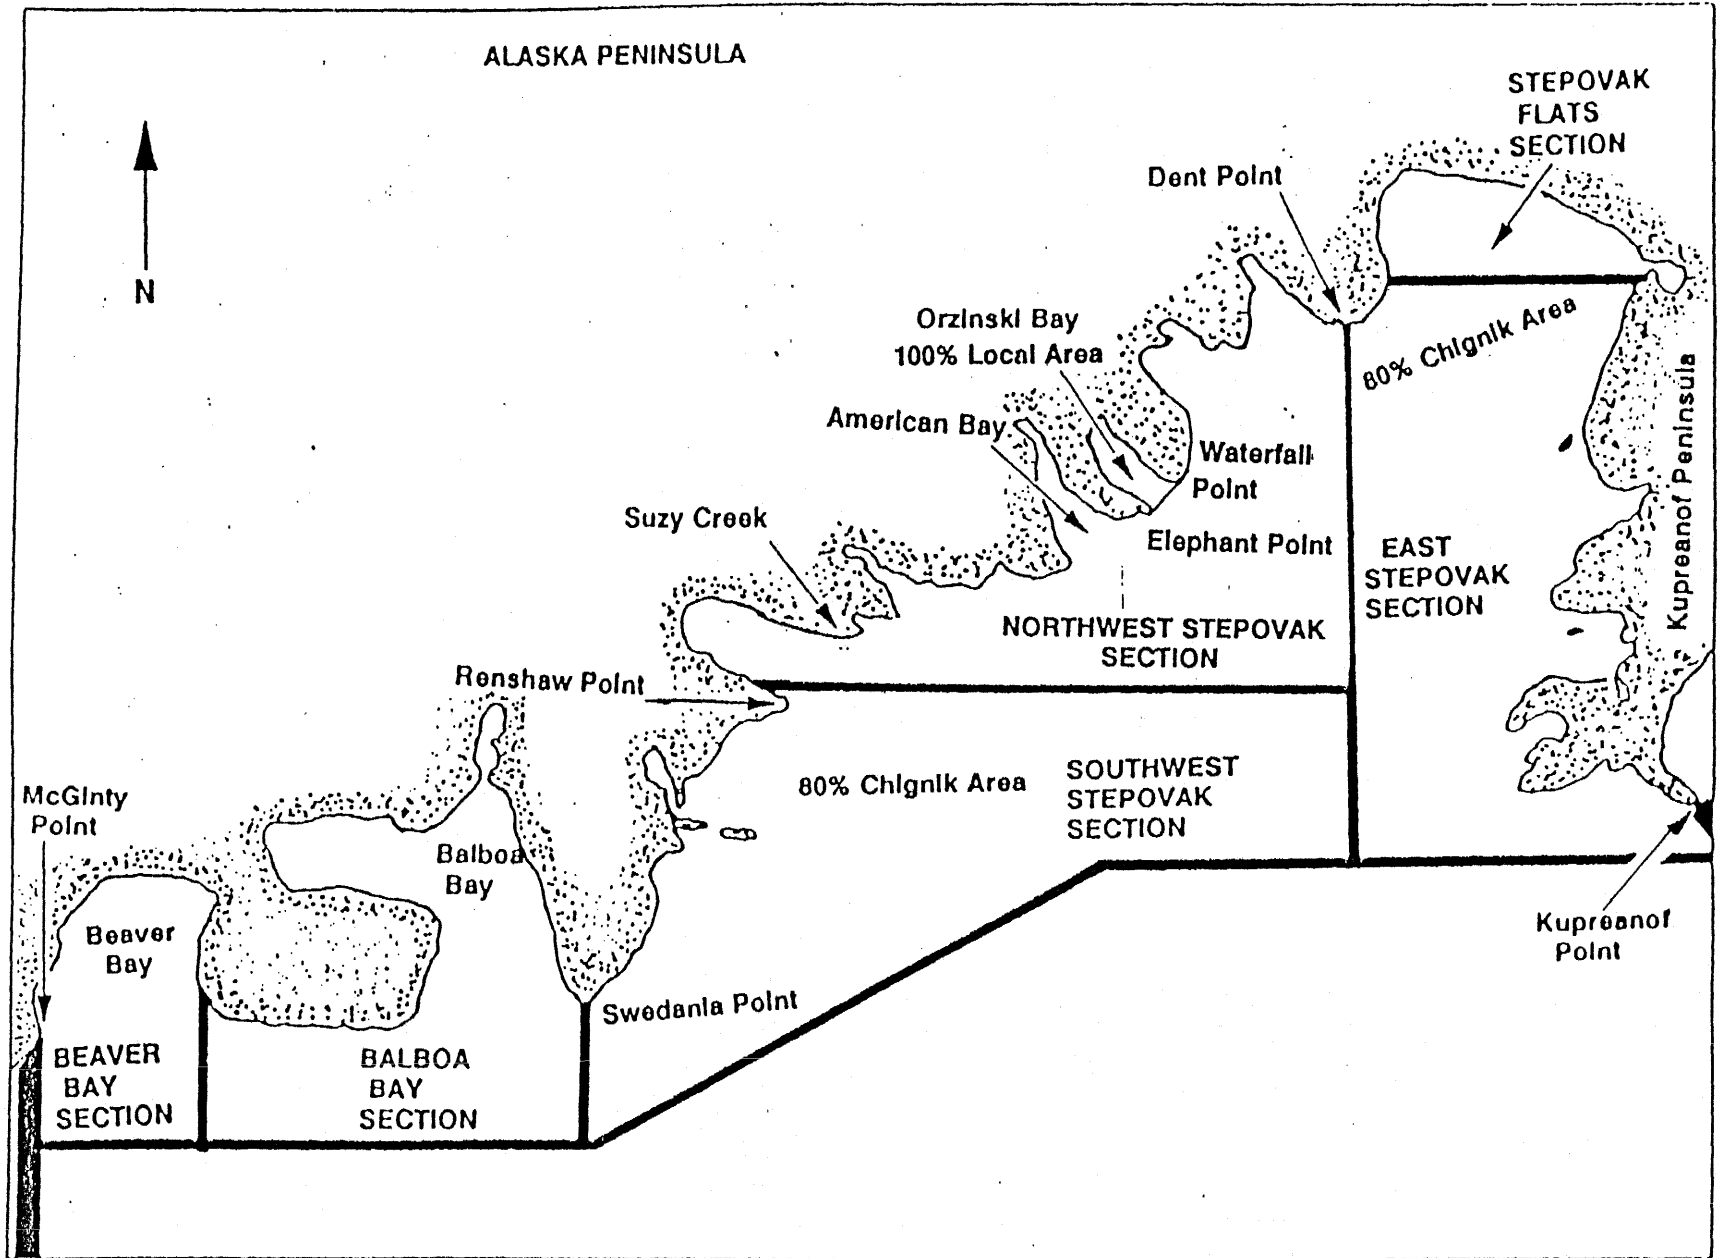 ALASKA PENINSULA
STEPOVAK
FLATS
SECTION
Dent Point
N
Orzinski Bay
100% Local Area
80% Chignik Area
American Bay
Waterfall
Point
Kupreanof Peninsula
Suzy Creek
Elephant Point
EAST
STEPOVAK
SECTION
NORTHWEST STEPOVAK
SECTION
Renshaw Point
80% Chignik Area
SOUTHWEST
STEPOVAK
SECTION
McGinty
Point
Balboa
Bay
Beaver
Bay
Kupreanof
Point
Swedania Point
BEAVER
BAY
SECTION
BALBOA
BAY
SECTION